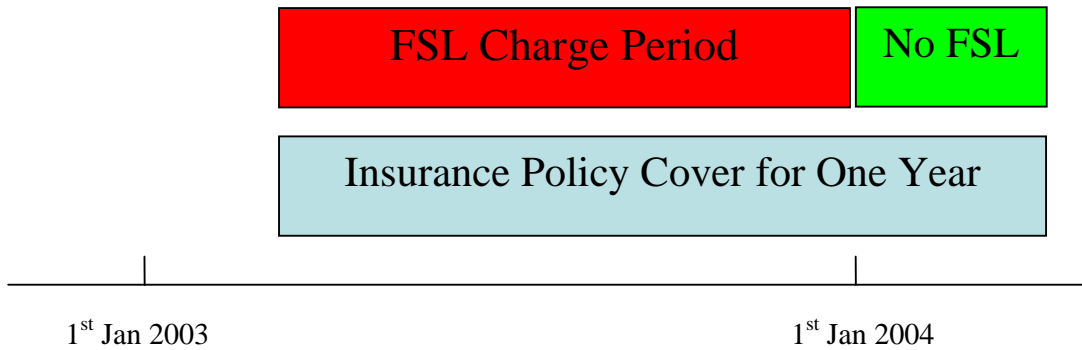 FSL Charge Period
No FSL
Insurance Policy Cover for One Year
1st Jan 2003
1st Jan 2004